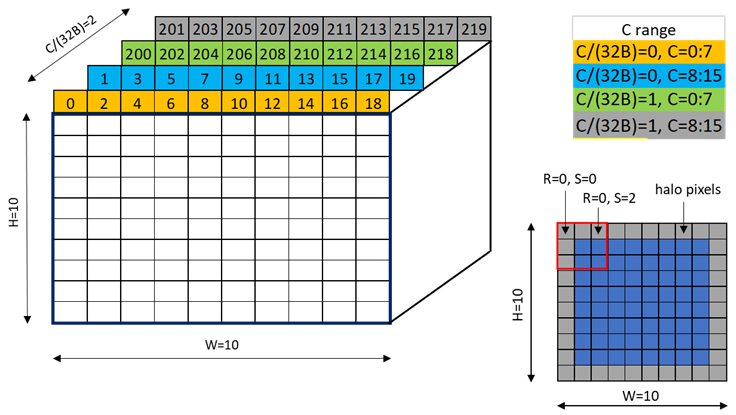 C/(32B)=2
201 203 205 207 209 211 213 215 217 219
200 202 204 206 208 210 212 214 216 218
1 3 5 7 9 11 13 15 17 19
0 2 4 6 8 10 12 14 16 18
H=10
W=10
C range
C/(32B)=0, C=0:7
C/(32B)=0, C=8:15
C/(32B)=1, C=0:7
C/(32B)=1, C=8:15
R=0, S=0
R=0, S=2
halo pixels
H=10
W=10